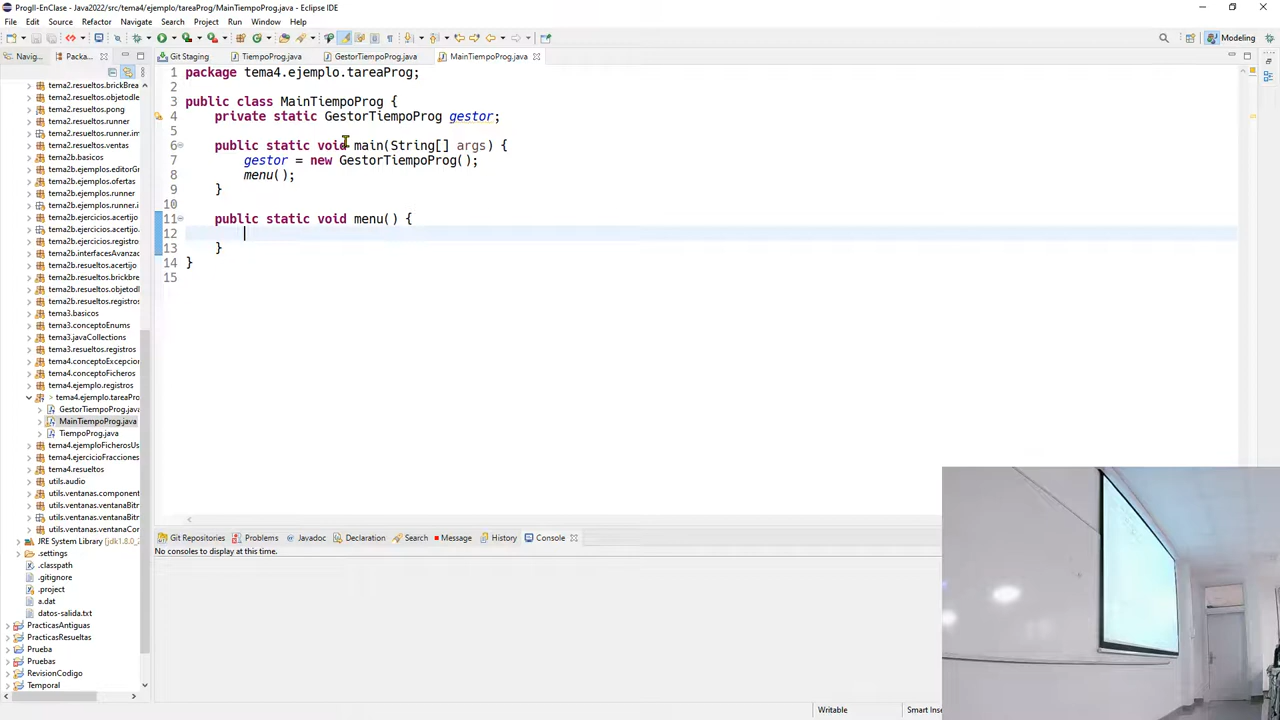 ProgII-EnClase - Java2022/src/tema4/ejemplo/tareaProg/MainTiempoProg.java - Eclipse IDE
File Edit Source Refactor Navigate Search Project Run Window Help
Modeling
Navig... Packa... Git Staging TiempoProg.java GestorTiempoProg.java MainTiempoProg.java
1 package tema4.ejemplo.tareaProg;
2
3 public class MainTiempoProg {
4 private static GestorTiempoProg gestor;
5
6 public static void main(String[] args) {
7 gestor = new GestorTiempoProg();
8 menu();
9 }
10
11 public static void menu() {
12
13 }
14 }
15
tema2.resueltos.brickBrea
tema2.resueltos.objetodle
tema2.resueltos.pong
tema2.resueltos.runner
tema2.resueltos.runner.im
tema2.resueltos.ventas
tema2b.basicos
tema2b.ejemplos.editorGr
tema2b.ejemplos.ofertas
tema2b.ejemplos.runner
tema2b.ejercicios.acertijo
tema2b.ejercicios.acertijo
tema2b.ejercicios.registro
tema2b.interfacesAvanza
tema2b.resueltos.acertijo
tema2b.resueltos.brickbre
tema2b.resueltos.objetodl
tema2b.resueltos.registros
tema3.basicos
tema3.conceptoEnums
tema3.javaCollections
tema3.resueltos.registros
tema4.conceptoExcepcior
tema4.ejemplo.registros
> tema4.ejemplo.tareaPro
GestorTiempoProg.java
MainTiempoProg.java
TiempoProg.java
tema4.ejemploFicherosUs
tema4.ejercicioFracciones
tema4.resueltos
utils.audio
utils.ventanas.component
utils.ventanas.ventanaBitr
utils.ventanas.ventanaBitr
utils.ventanas.ventanaCor
JRE System Library [jdk1.8.0_2
.settings
.classpath
.gitignore
.project
a.dat
datos-salida.txt
PracticasAntiguas
PracticasResueltas
Prueba
Pruebas
RevisionCodigo
Temporal
Git Repositories Problems Javadoc Declaration Search Message History Console
No consoles to display at this time.
Writable Smart Inse